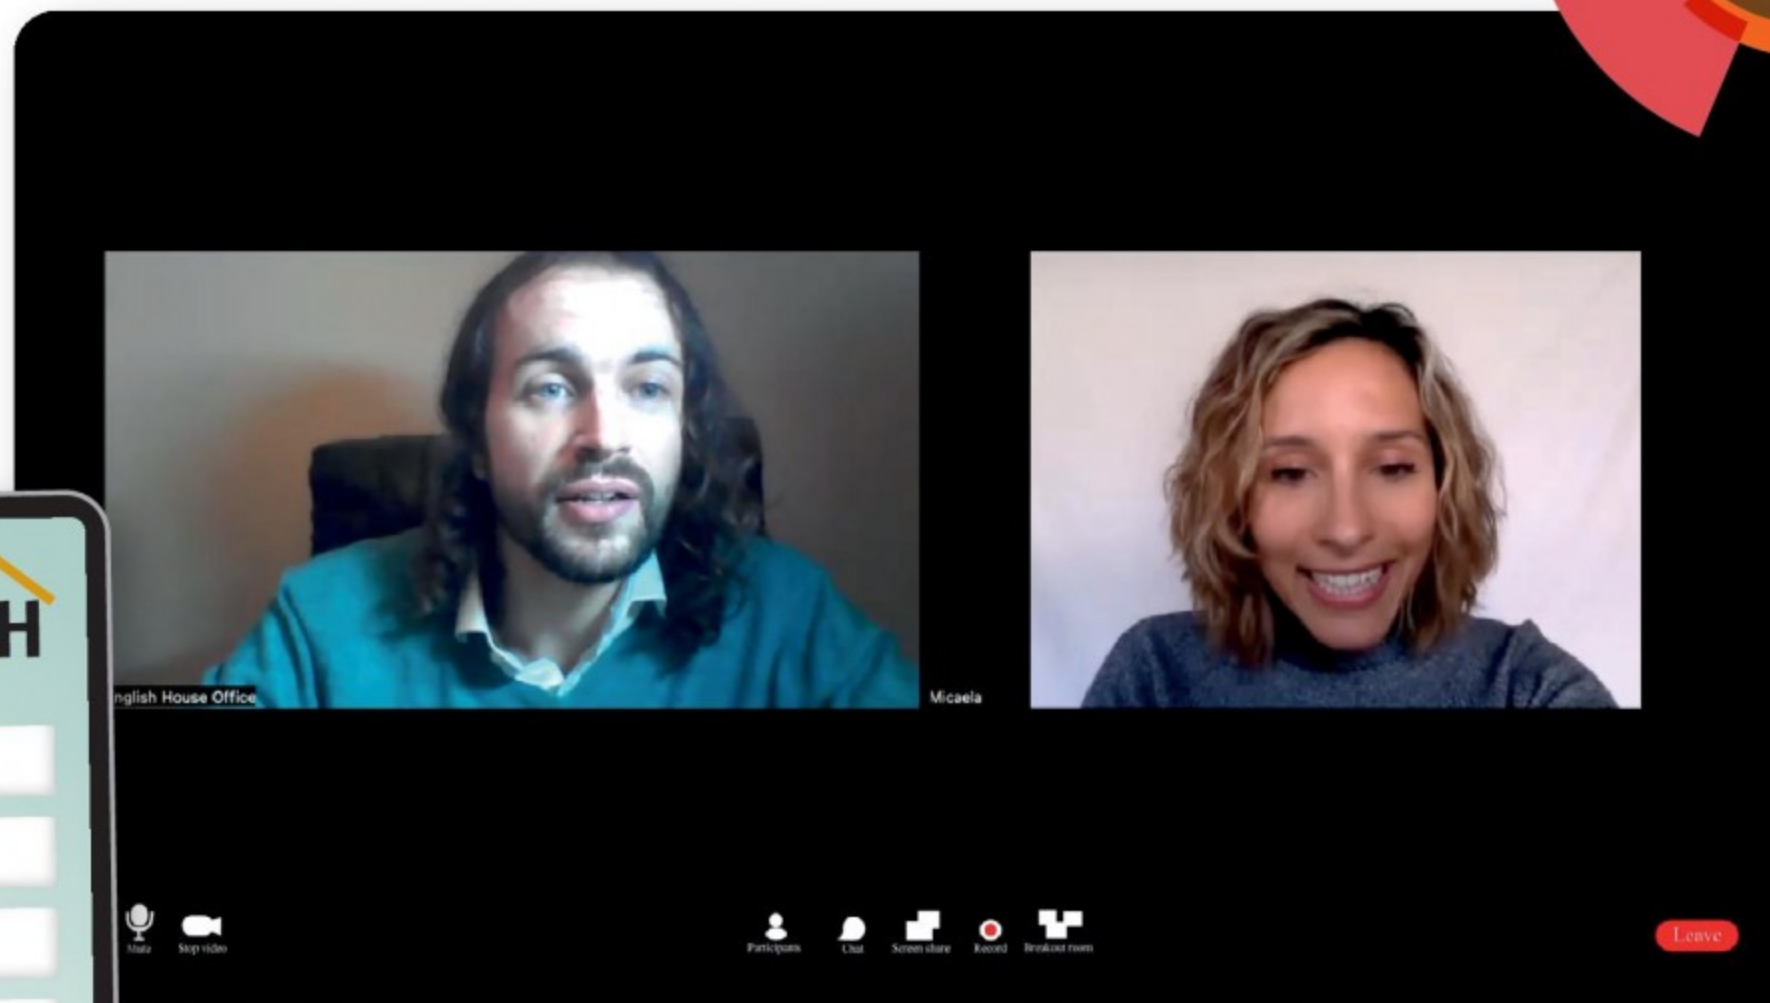 H
nglish House Office
Micaela
Mute
Stop video
Participants
Chat
Screen share
Record
Breakout room
Leave